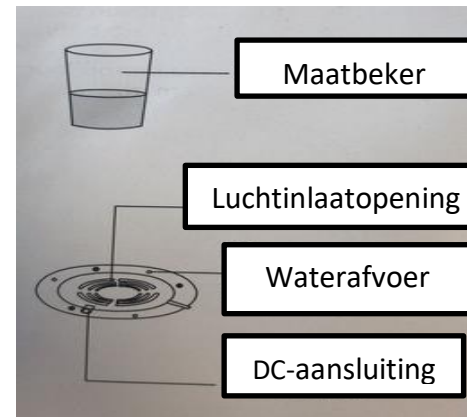 Maatbeker
Luchtinlaatopening
Waterafvoer
DC-aansluiting